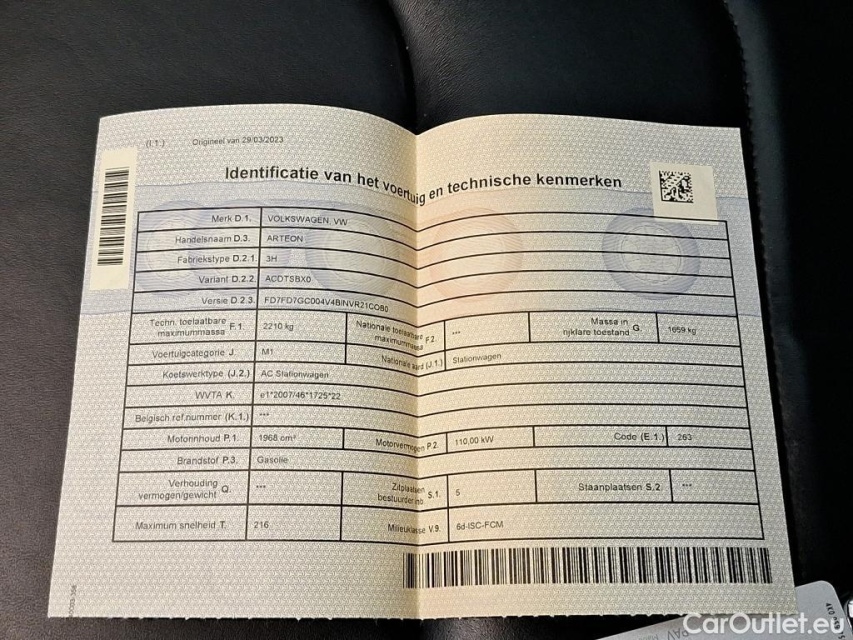 (I.1.) Origineel van 29/03/2023
Identificatie van het voertuig en technische kenmerken
Merk D.1. VOLKSWAGEN, VW
Handelsnaam D.3. ARTEON
Fabriekstype D.2.1. 3H
Variant D.2.2. ACDTSBX0
Versie D.2.3. FD7FD7GC004V4BINVR21COB0
Techn. toelaatbare maximummassa F.1. 2210 kg Nationale toelaatbare maximummassa F.2. *** Massa in rijklare toestand G. 1659 kg
Voertuigcategorie J. M1 Nationale aard (J.1.) Stationwagen
Koetswerktype (J.2.) AC Stationwagen
WVTA K. e1*2007/46*1725*22
Belgisch ref.nummer (K.1.) ***
Motorinhoud P.1. 1968 cm³ Motorvermogen P.2. 110,00 kW Code (E.1.) 263
Brandstof P.3. Gasolie
Verhouding vermogen/gewicht Q. *** Zitplaatsen bestuurder inb. S.1. 5 Staanplaatsen S.2. ***
Maximum snelheid T. 216 Milieuklasse V.9. 6d-ISC-FCM
CarOutlet.eu